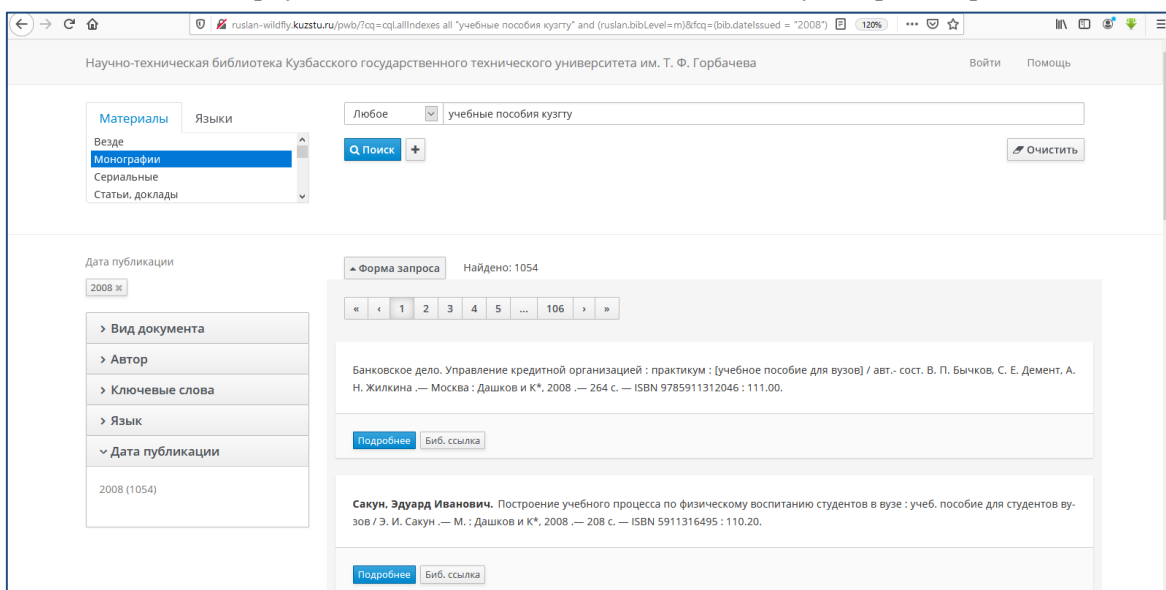 ruslan-wildfly.kuzstu.ru/pwb/?cq=cql.allIndexes all "учебные пособия кузгту" and (ruslan.bibLevel=m)&fcq=(bib.dateIssued = "2008")
120%
Научно-техническая библиотека Кузбасского государственного технического университета им. Т. Ф. Горбачева
Войти
Помощь
Материалы
Языки
Везде
Монографии
Сериальные
Статьи, доклады
Любое
учебные пособия кузгту
Поиск
+
Очистить
Дата публикации
2008 ×
> Вид документа
> Автор
> Ключевые слова
> Язык
Дата публикации
2008 (1054)
Форма запроса
Найдено: 1054
« ‹ 1 2 3 4 5 ... 106 › »
Банковское дело. Управление кредитной организацией : практикум : [учебное пособие для вузов] / авт.- сост. В. П. Бычков, С. Е. Демент, А.
Н. Жилкина .— Москва : Дашков и К*, 2008 .— 264 с. — ISBN 9785911312046 : 111.00.
Подробнее
Биб. ссылка
Сакун, Эдуард Иванович. Построение учебного процесса по физическому воспитанию студентов в вузе : учеб. пособие для студентов ву-
зов / Э. И. Сакун .— М. : Дашков и К*, 2008 .— 208 с. — ISBN 5911316495 : 110.20.
Подробнее
Биб. ссылка